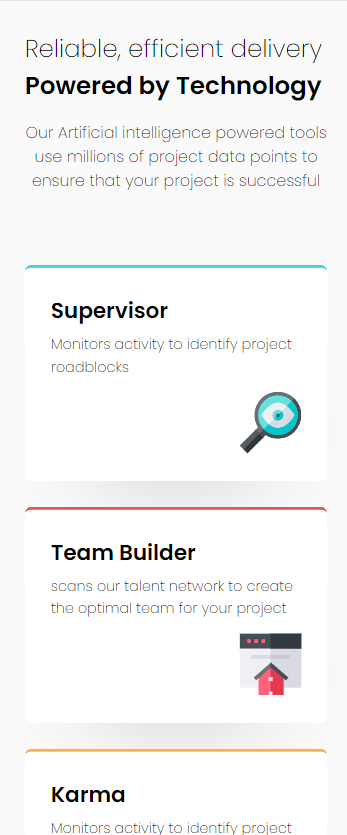 Reliable, efficient delivery
Powered by Technology
Our Artificial intelligence powered tools
use millions of project data points to
ensure that your project is successful
Supervisor
Monitors activity to identify project
roadblocks
Team Builder
scans our talent network to create
the optimal team for your project
Karma
Monitors activity to identify project